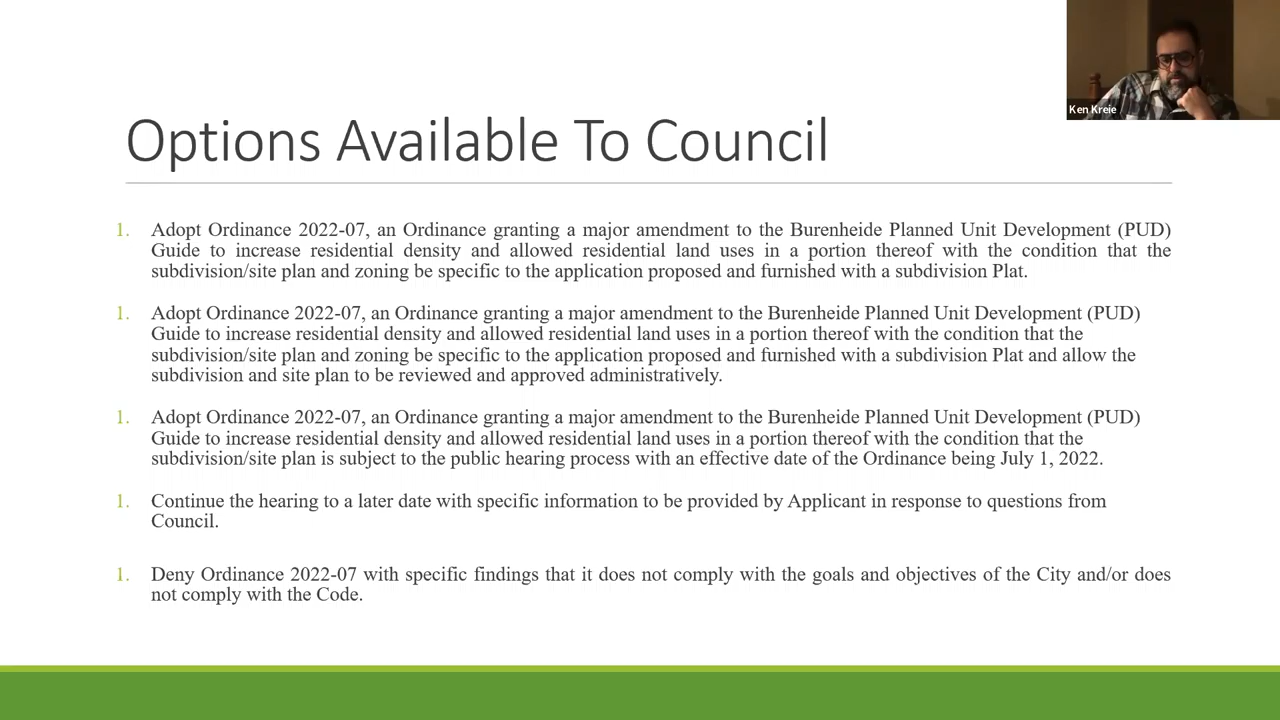 Ken Kreie
Options Available To Council
1. Adopt Ordinance 2022-07, an Ordinance granting a major amendment to the Burenheide Planned Unit Development (PUD)
Guide to increase residential density and allowed residential land uses in a portion thereof with the condition that the
subdivision/site plan and zoning be specific to the application proposed and furnished with a subdivision Plat.
1. Adopt Ordinance 2022-07, an Ordinance granting a major amendment to the Burenheide Planned Unit Development (PUD)
Guide to increase residential density and allowed residential land uses in a portion thereof with the condition that the
subdivision/site plan and zoning be specific to the application proposed and furnished with a subdivision Plat and allow the
subdivision and site plan to be reviewed and approved administratively.
1. Adopt Ordinance 2022-07, an Ordinance granting a major amendment to the Burenheide Planned Unit Development (PUD)
Guide to increase residential density and allowed residential land uses in a portion thereof with the condition that the
subdivision/site plan is subject to the public hearing process with an effective date of the Ordinance being July 1, 2022.
1. Continue the hearing to a later date with specific information to be provided by Applicant in response to questions from
Council.
1. Deny Ordinance 2022-07 with specific findings that it does not comply with the goals and objectives of the City and/or does
not comply with the Code.